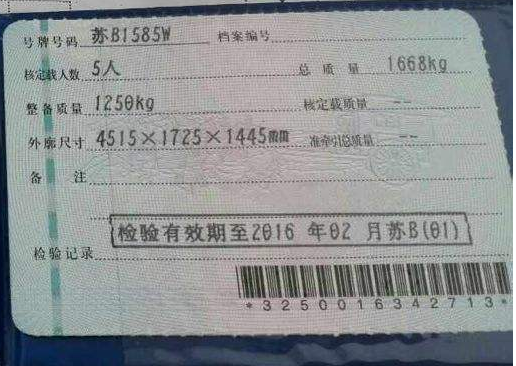 号牌号码 苏B1585W 档案编号
核定载人数 5人 总质量 1668kg
整备质量 1250kg 核定载质量 --
外廓尺寸 4515×1725×1445mm 准牵引总质量 --
备注
检验有效期至2016 年02 月苏B(01)
检验记录
*3250016342713*